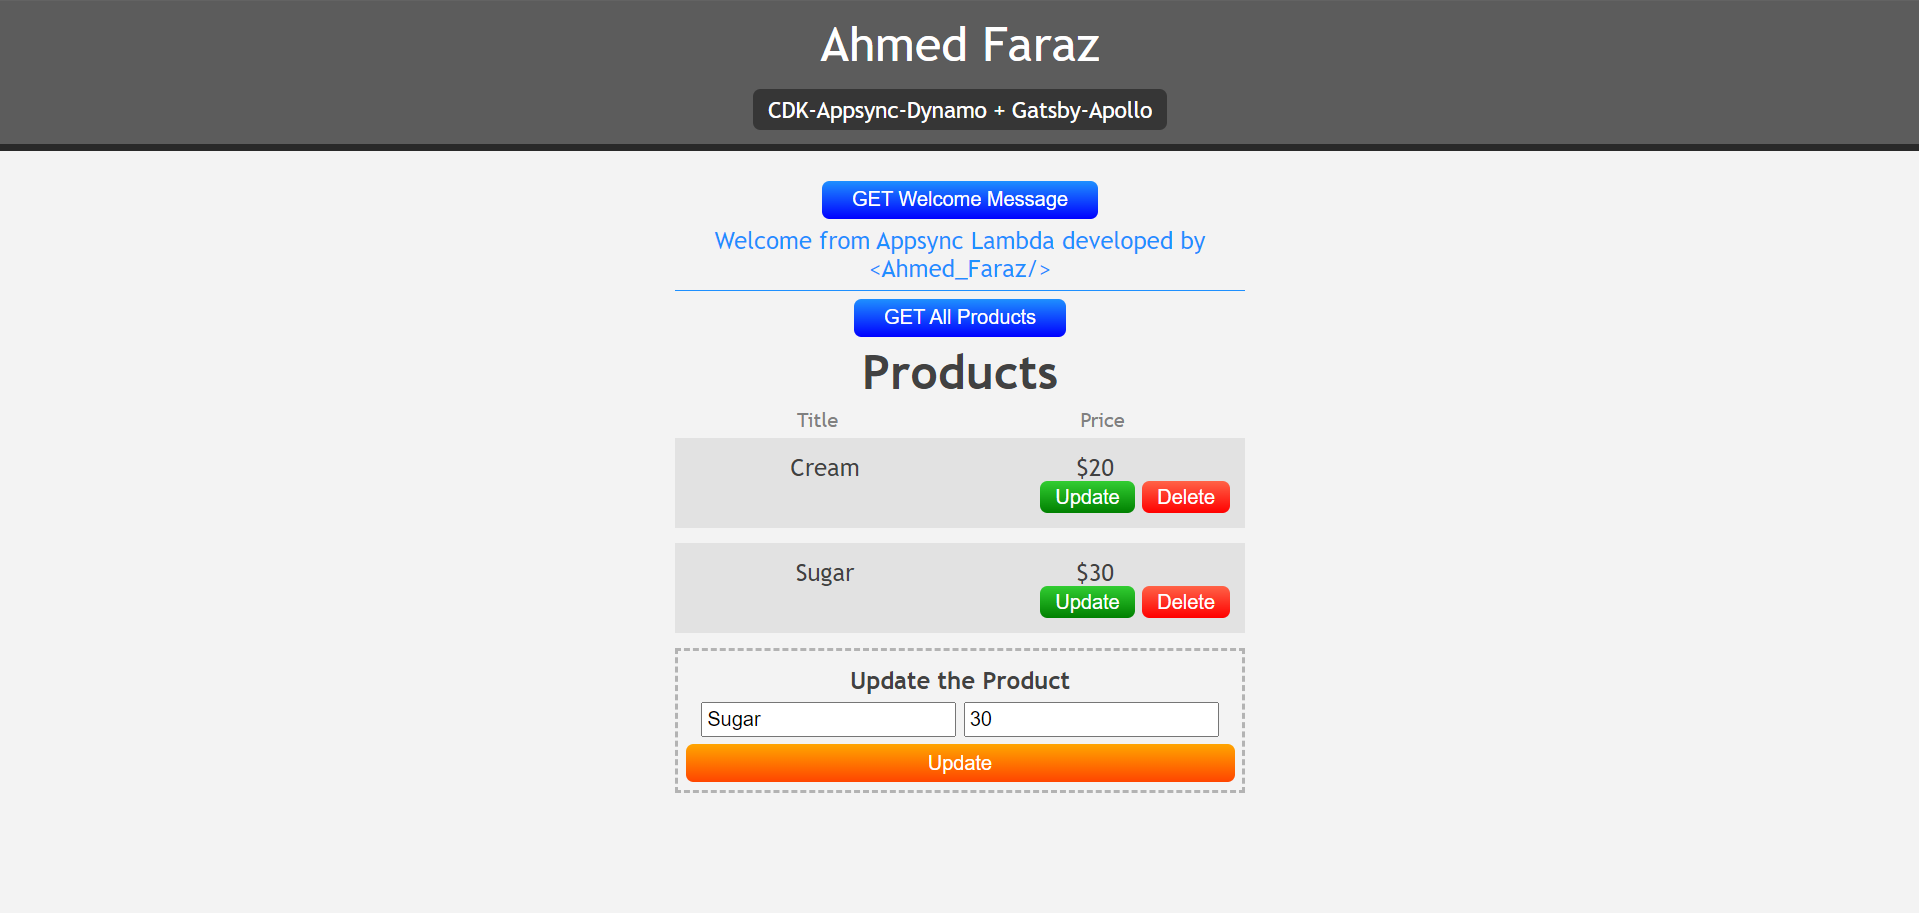 Ahmed Faraz
CDK-Appsync-Dynamo + Gatsby-Apollo
GET Welcome Message
Welcome from Appsync Lambda developed by
<Ahmed_Faraz/>
GET All Products
Products
Title Price
Cream $20
Update Delete
Sugar $30
Update Delete
Update the Product
Sugar 30
Update